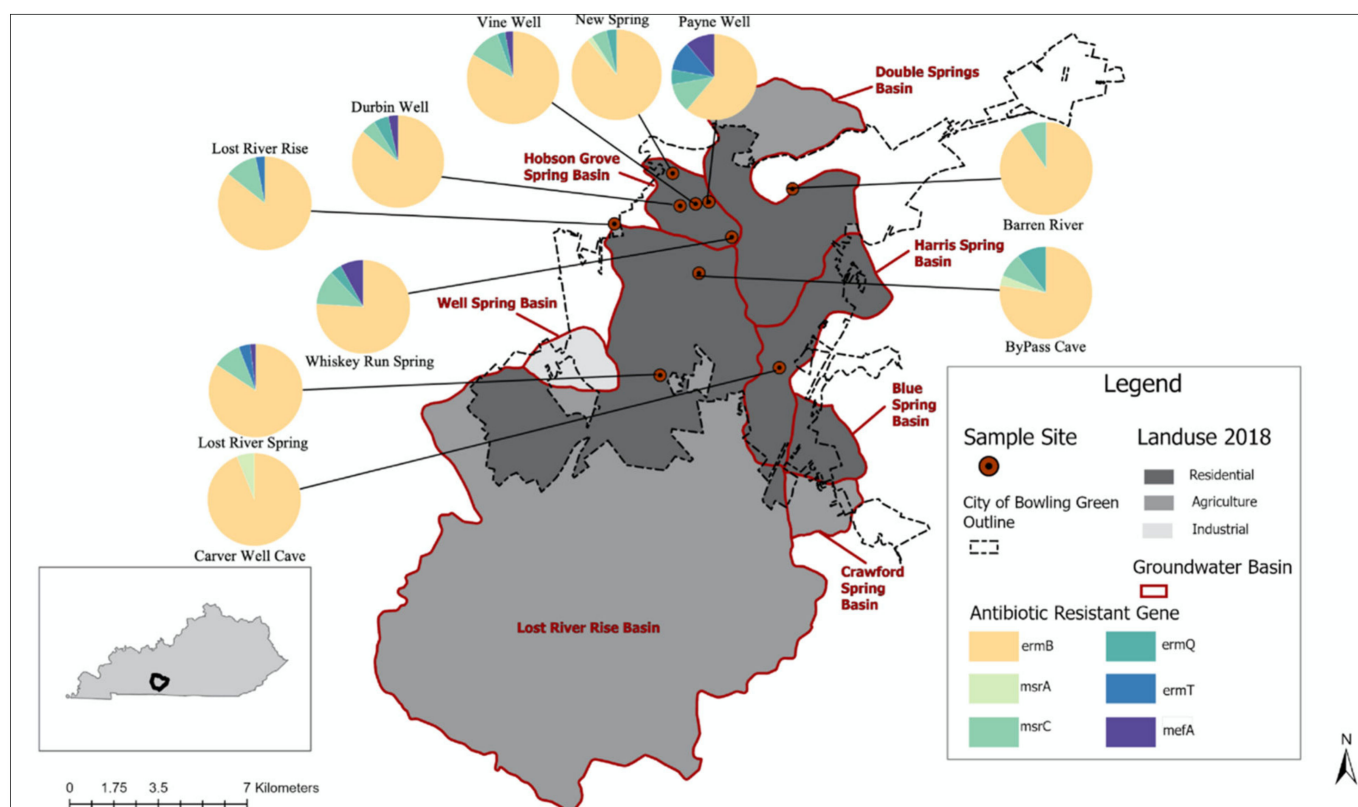 Vine Well
New Spring
Payne Well
Double Springs
Basin
Durbin Well
Lost River Rise
Hobson Grove
Spring Basin
Barren River
Harris Spring
Basin
Well Spring Basin
Whiskey Run Spring
ByPass Cave
Lost River Spring
Blue
Spring
Basin
Carver Well Cave
Crawford
Spring
Basin
Lost River Rise Basin
Legend
Sample Site
City of Bowling Green
Outline
Landuse 2018
Residential
Agriculture
Industrial
Groundwater Basin
Antibiotic Resistant Gene
ermB
msrA
msrC
ermQ
ermT
mefA
N
0 1.75 3.5 7 Kilometers